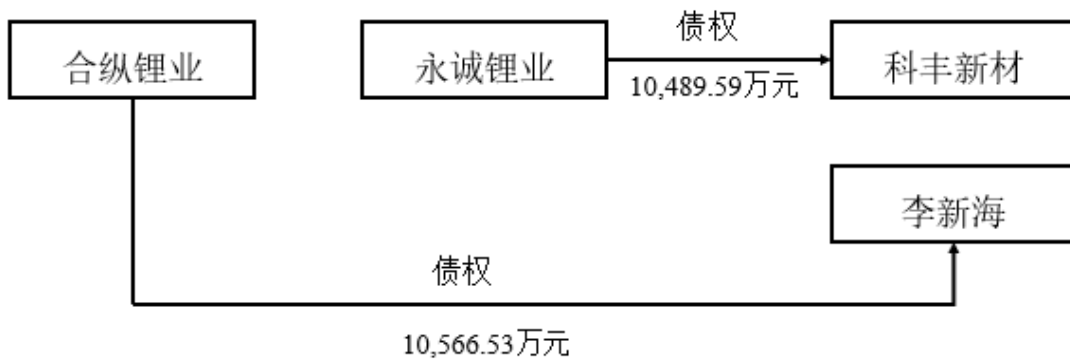 合纵锂业
永诚锂业
债权
10,489.59万元
科丰新材
李新海
债权
10,566.53万元